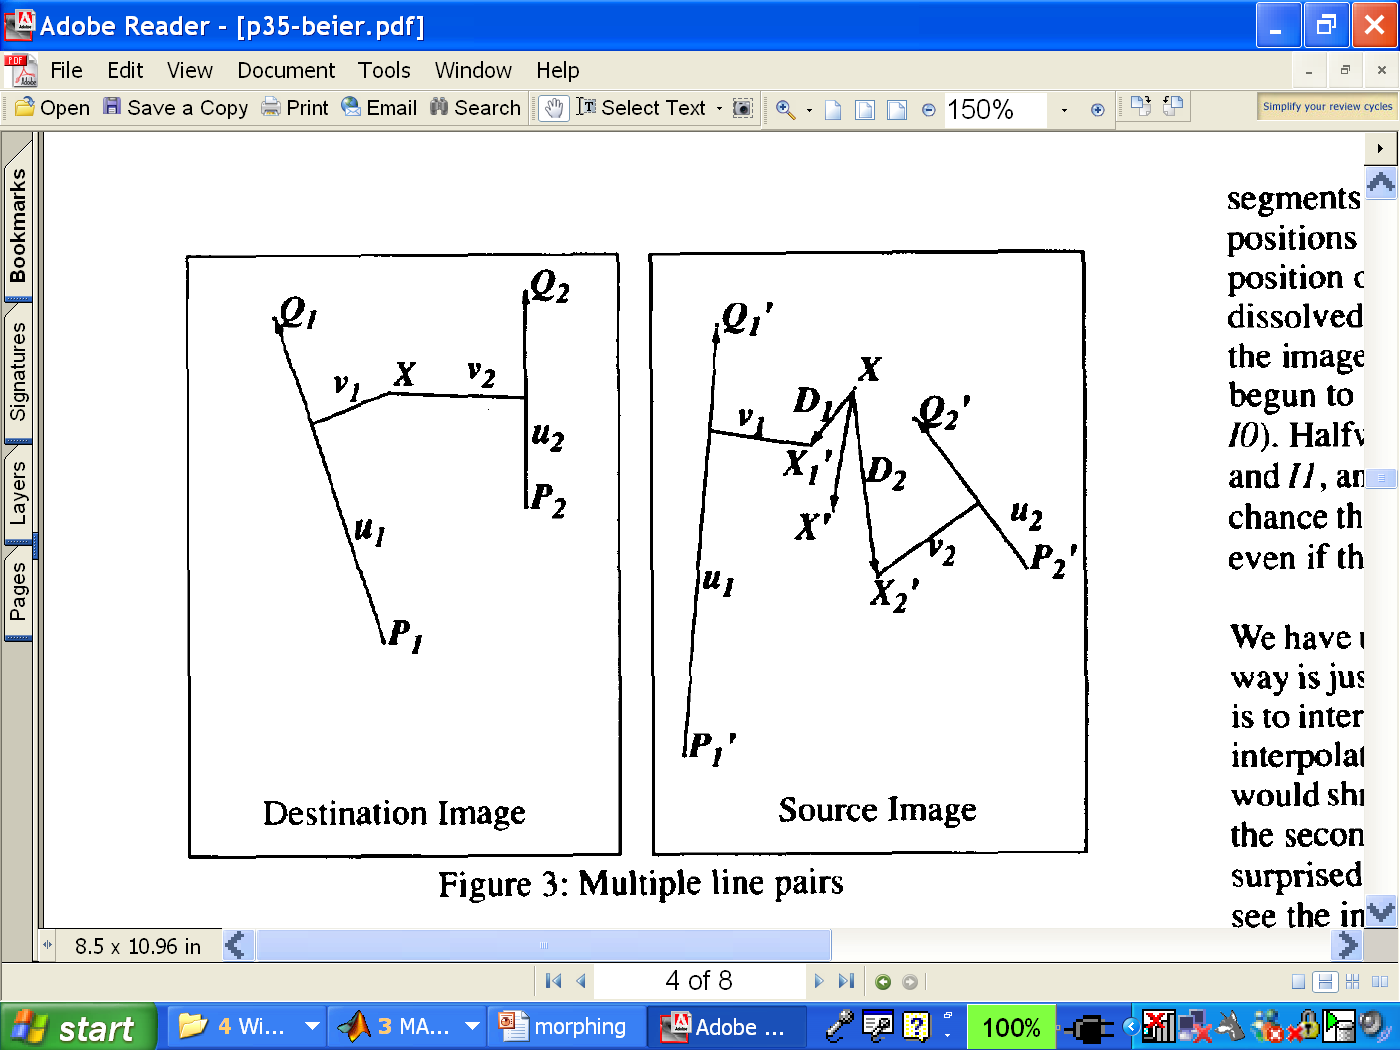 Adobe Reader - [p35-beier.pdf]
File Edit View Document Tools Window Help
Open Save a Copy Print Email Search Select Text 150% Simplify your review cycles
Bookmarks
Signatures
Layers
Pages
Q1
v1
X
v2
Q2
u2
P2
u1
P1
Destination Image
Q1'
v1
D1
X
X1'
X'
D2
Q2'
u2
P2'
v2
X2'
u1
P1'
Source Image
Figure 3: Multiple line pairs
segments
positions
position
dissolved
the image
begun to
I0). Halfv
and I1, an
chance th
even if th
We have
way is jus
is to inter
interpolat
would shr
the secon
surprised
see the in
8.5 x 10.96 in
4 of 8
start 4 Wi... 3 MA... morphing Adobe ... 100%